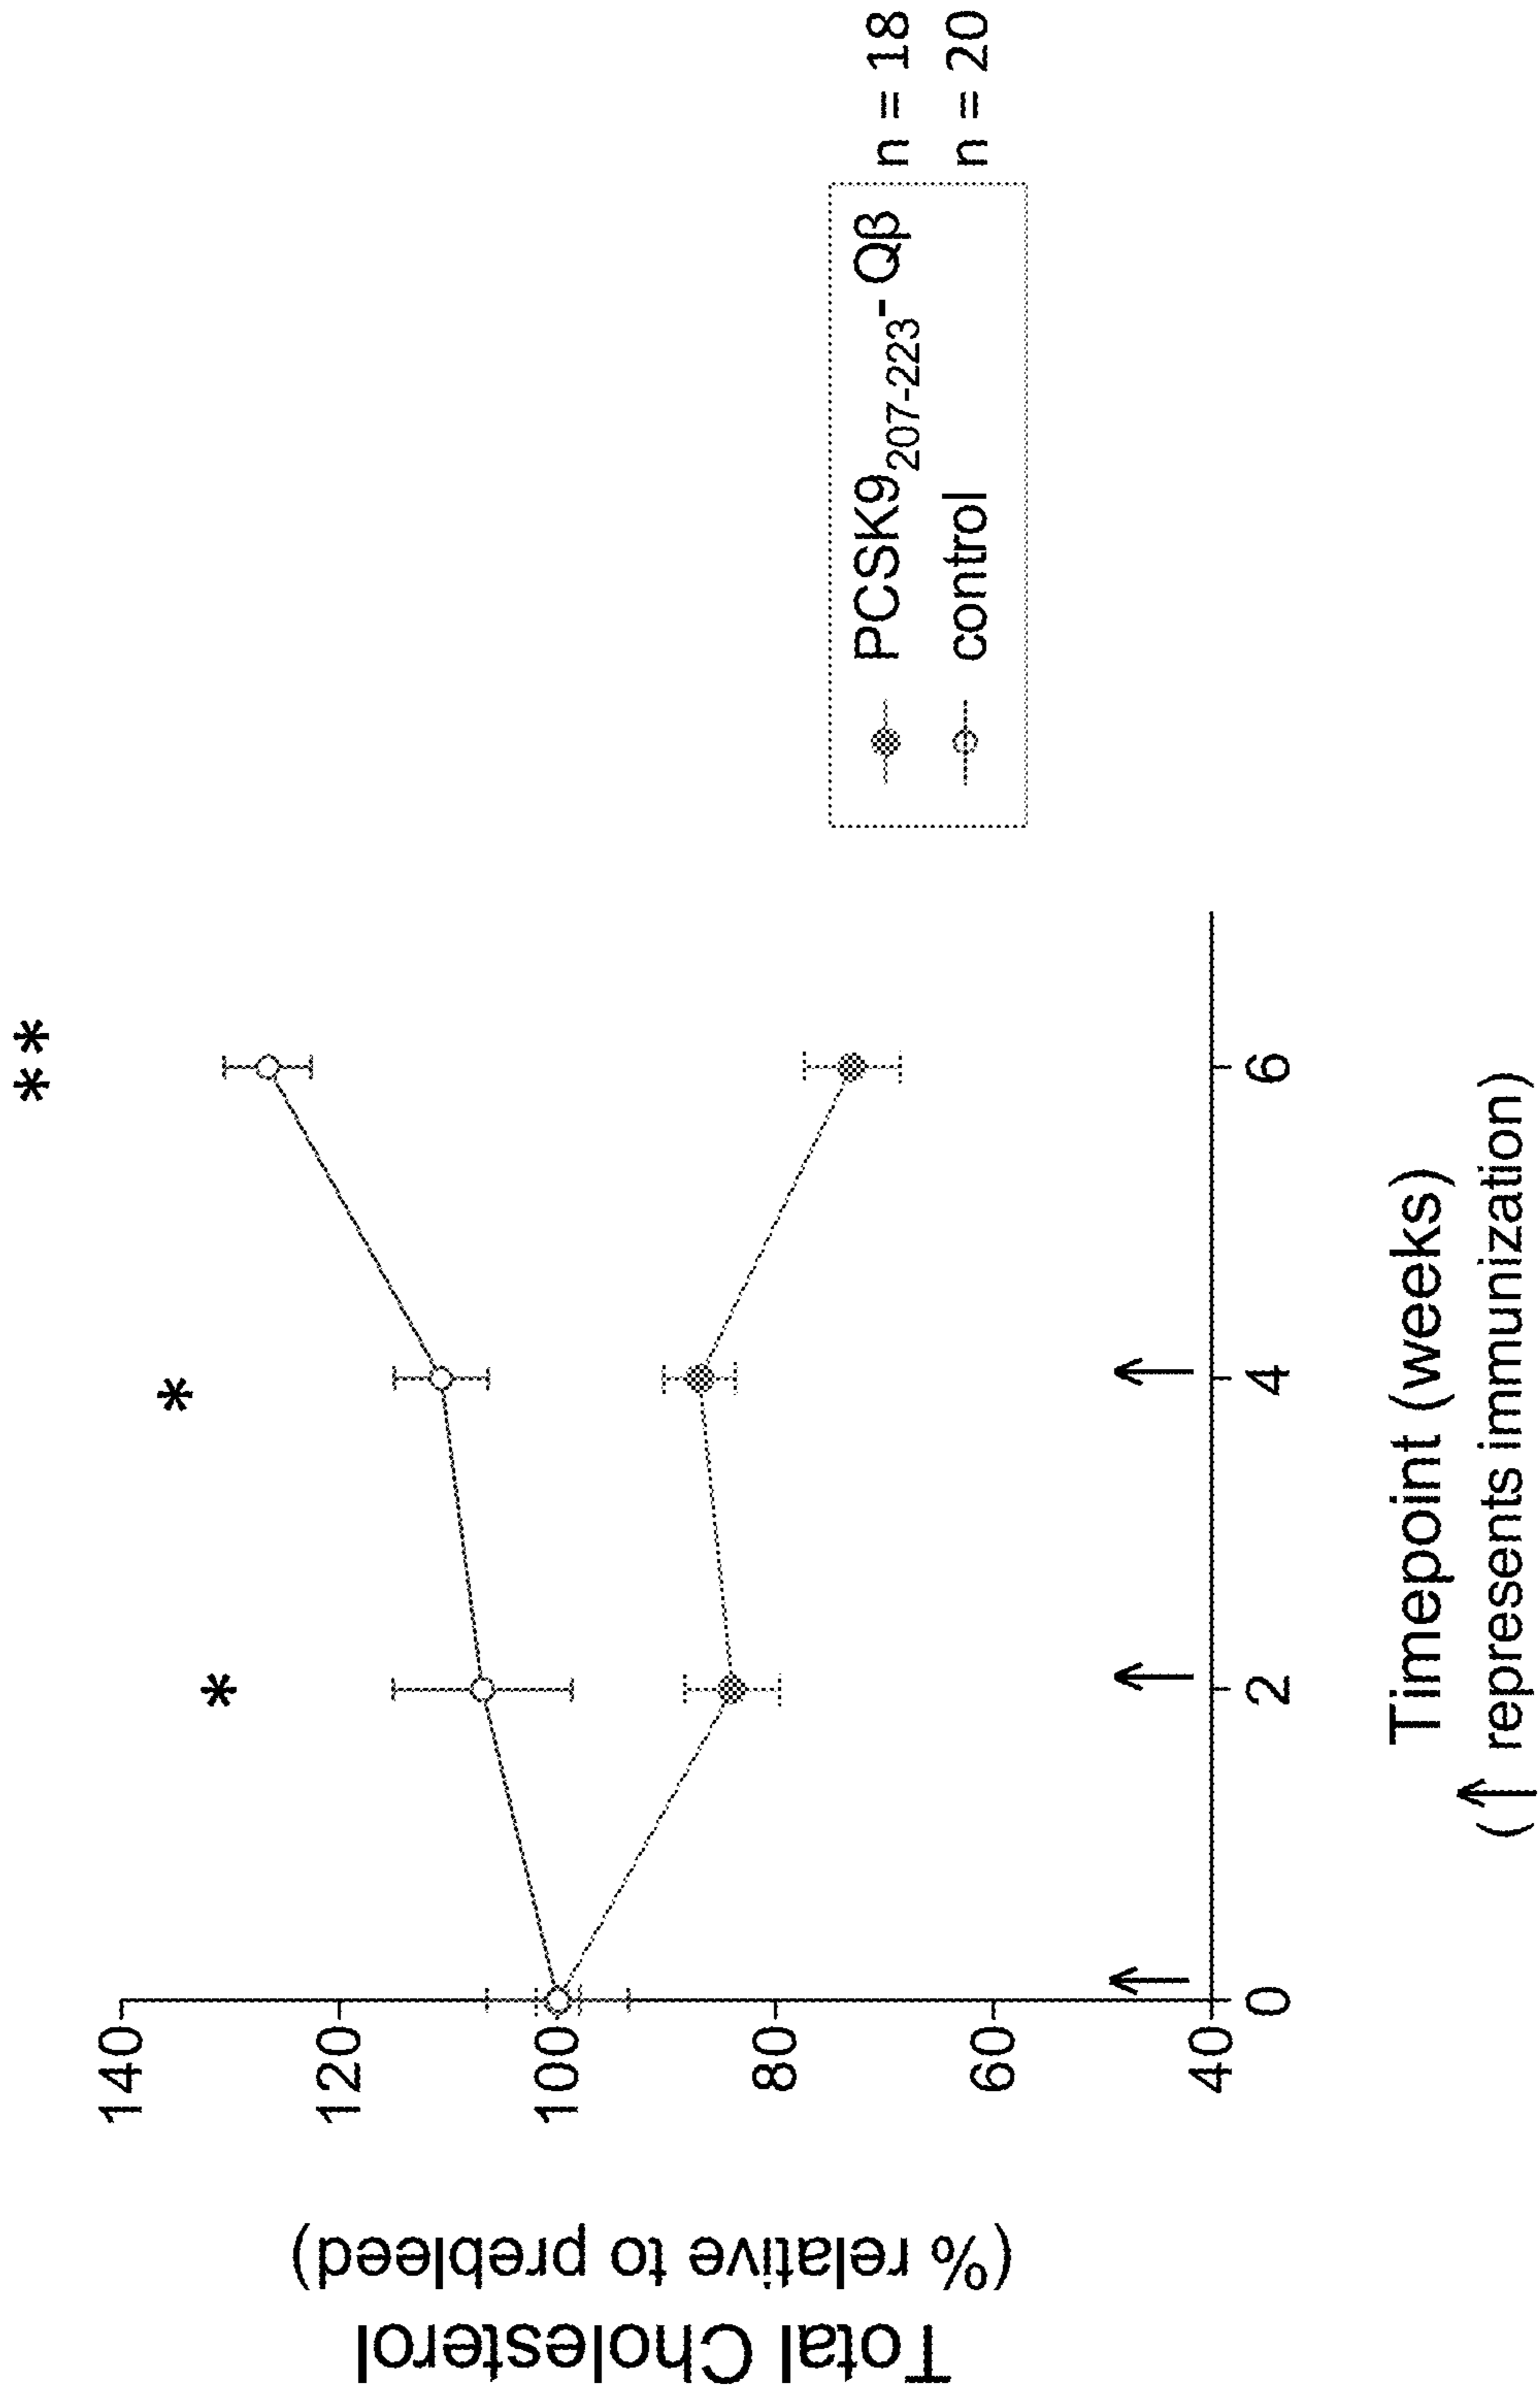 **
*
*
Total Cholesterol
(% relative to prebleed)
140
120
100
80
60
40
0
2
4
6
Timepoint (weeks)
(↑ represents immunization)
PCSK9207-223- Qβ n = 18
control n = 20